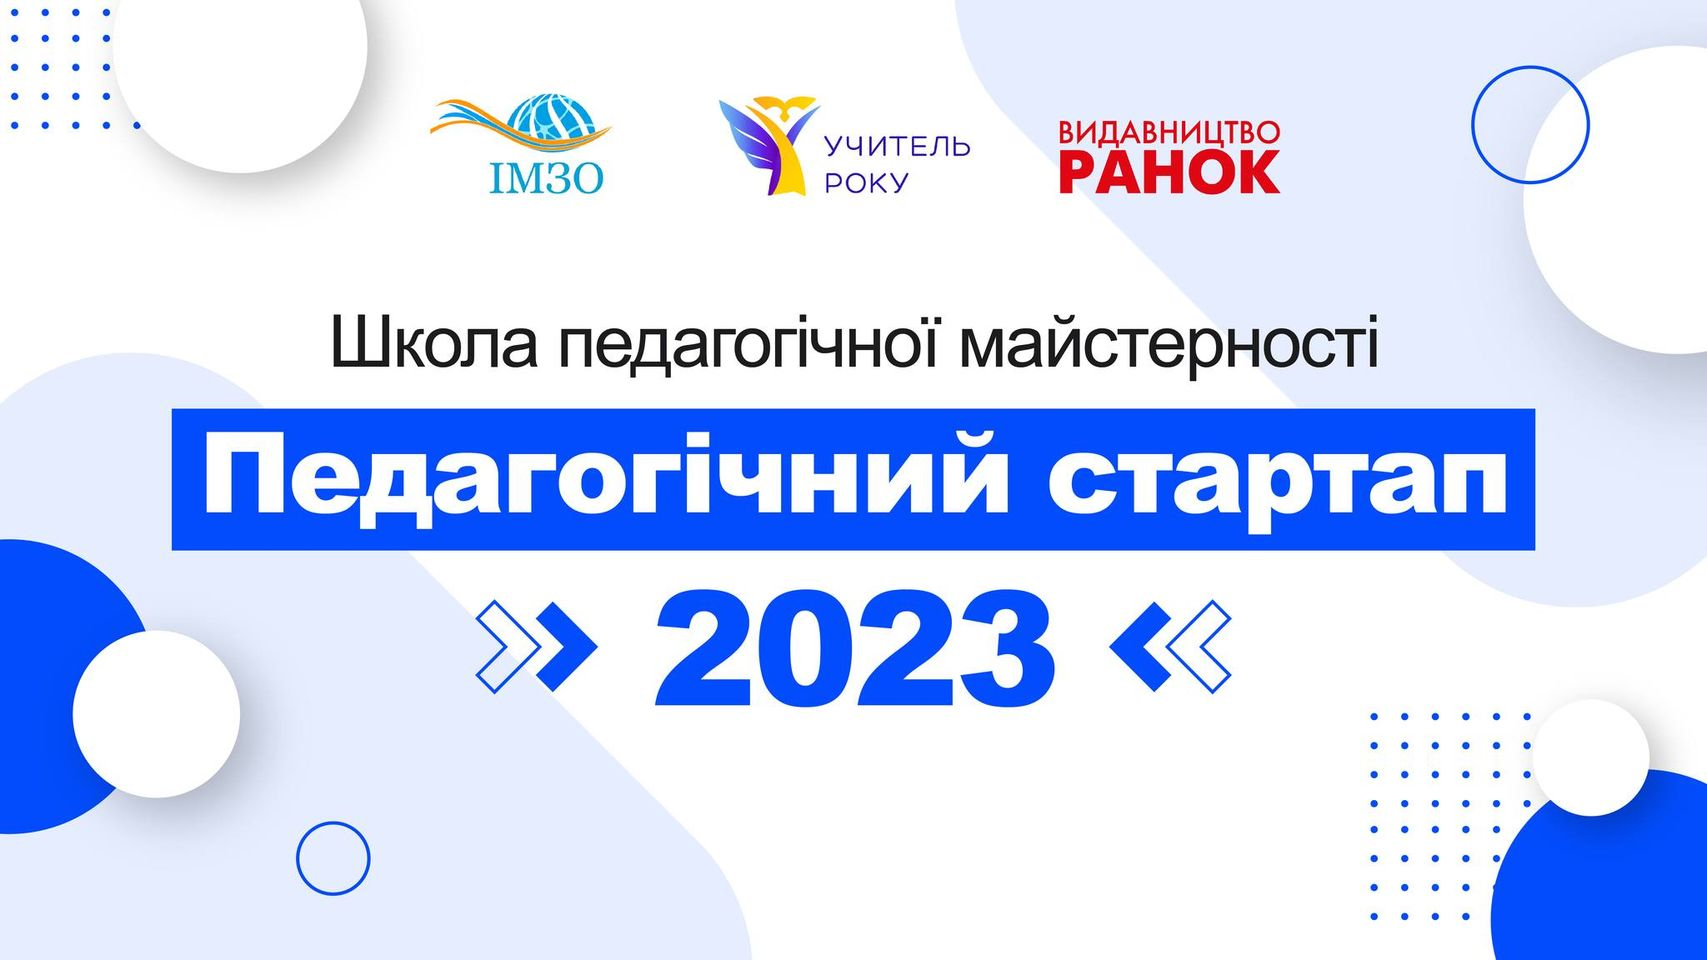 ІМЗО
УЧИТЕЛЬ
РОКУ
ВИДАВНИЦТВО
РАНОК
Школа педагогічної майстерності
Педагогічний стартап
2023